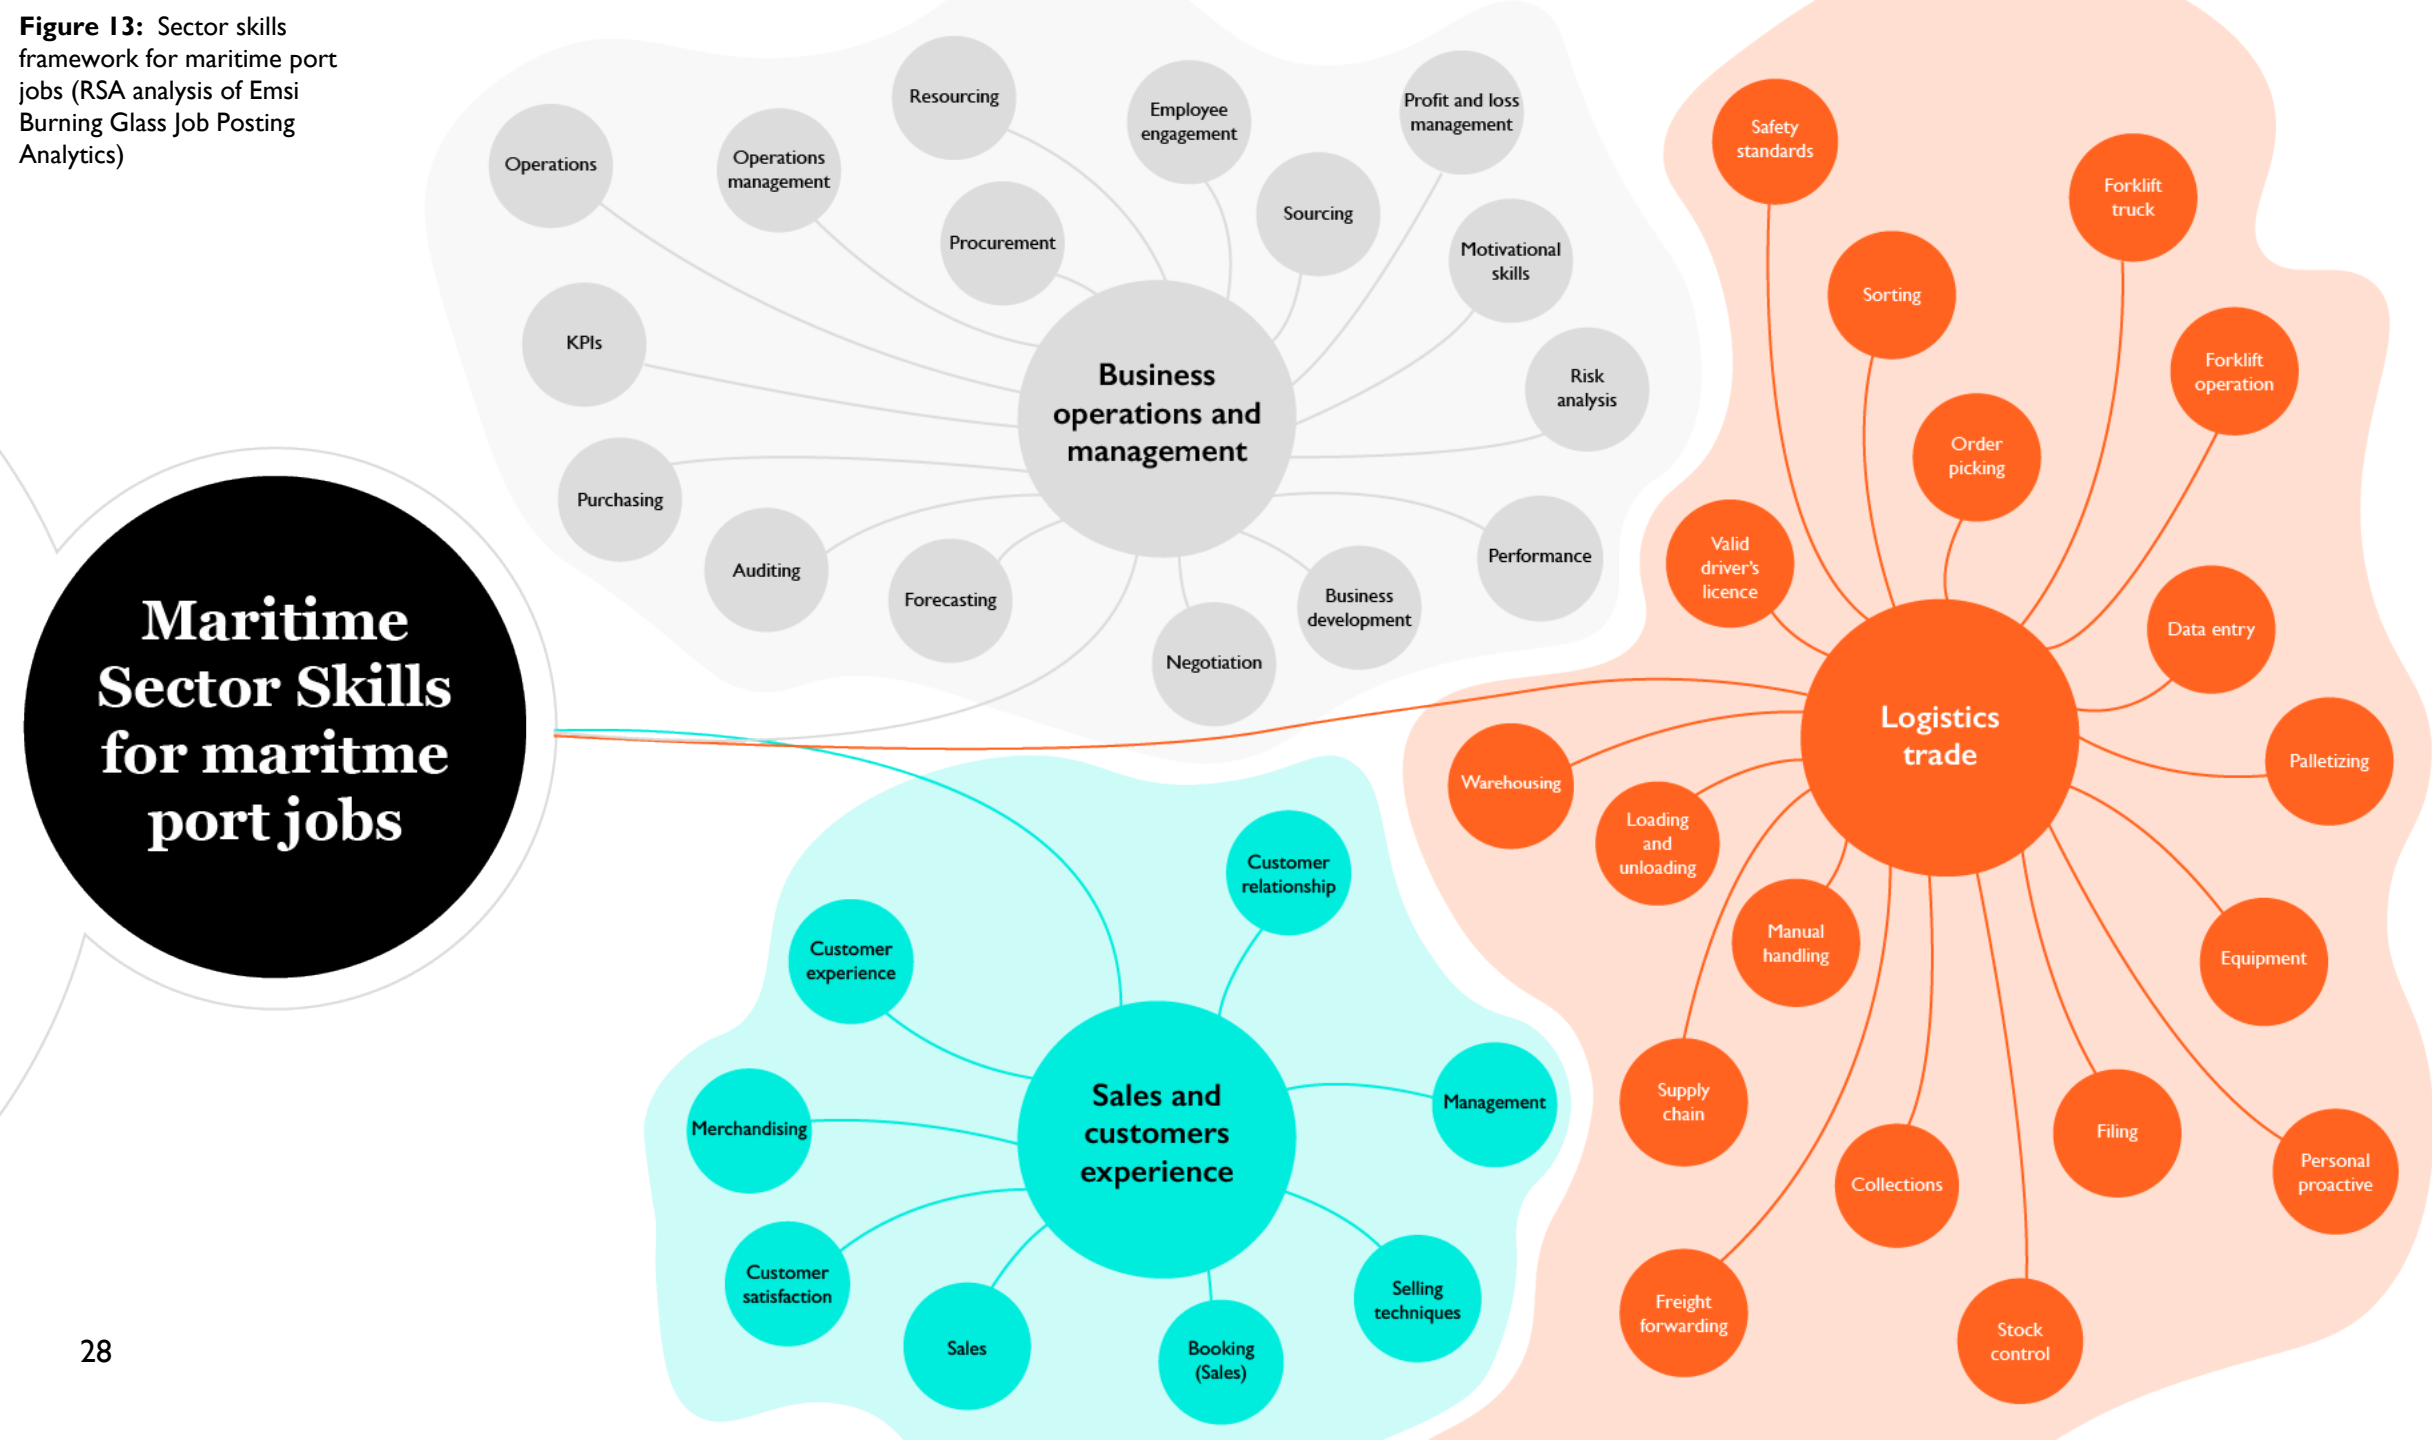 Figure 13: Sector skills
framework for maritime port
jobs (RSA analysis of Emsi
Burning Glass Job Posting
Analytics)
Maritime
Sector Skills
for maritme
port jobs
Business
operations and
management
Operations
Operations
management
Resourcing
Procurement
Employee
engagement
Sourcing
Profit and loss
management
Motivational
skills
Risk
analysis
Performance
Business
development
Negotiation
Forecasting
Auditing
Purchasing
KPIs
Logistics
trade
Safety
standards
Sorting
Forklift
truck
Forklift
operation
Order
picking
Valid
driver's
licence
Data entry
Palletizing
Equipment
Personal
proactive
Filing
Stock
control
Collections
Freight
forwarding
Supply
chain
Manual
handling
Loading
and
unloading
Warehousing
Sales and
customers
experience
Customer
relationship
Customer
experience
Merchandising
Customer
satisfaction
Sales
Booking
(Sales)
Selling
techniques
Management
28